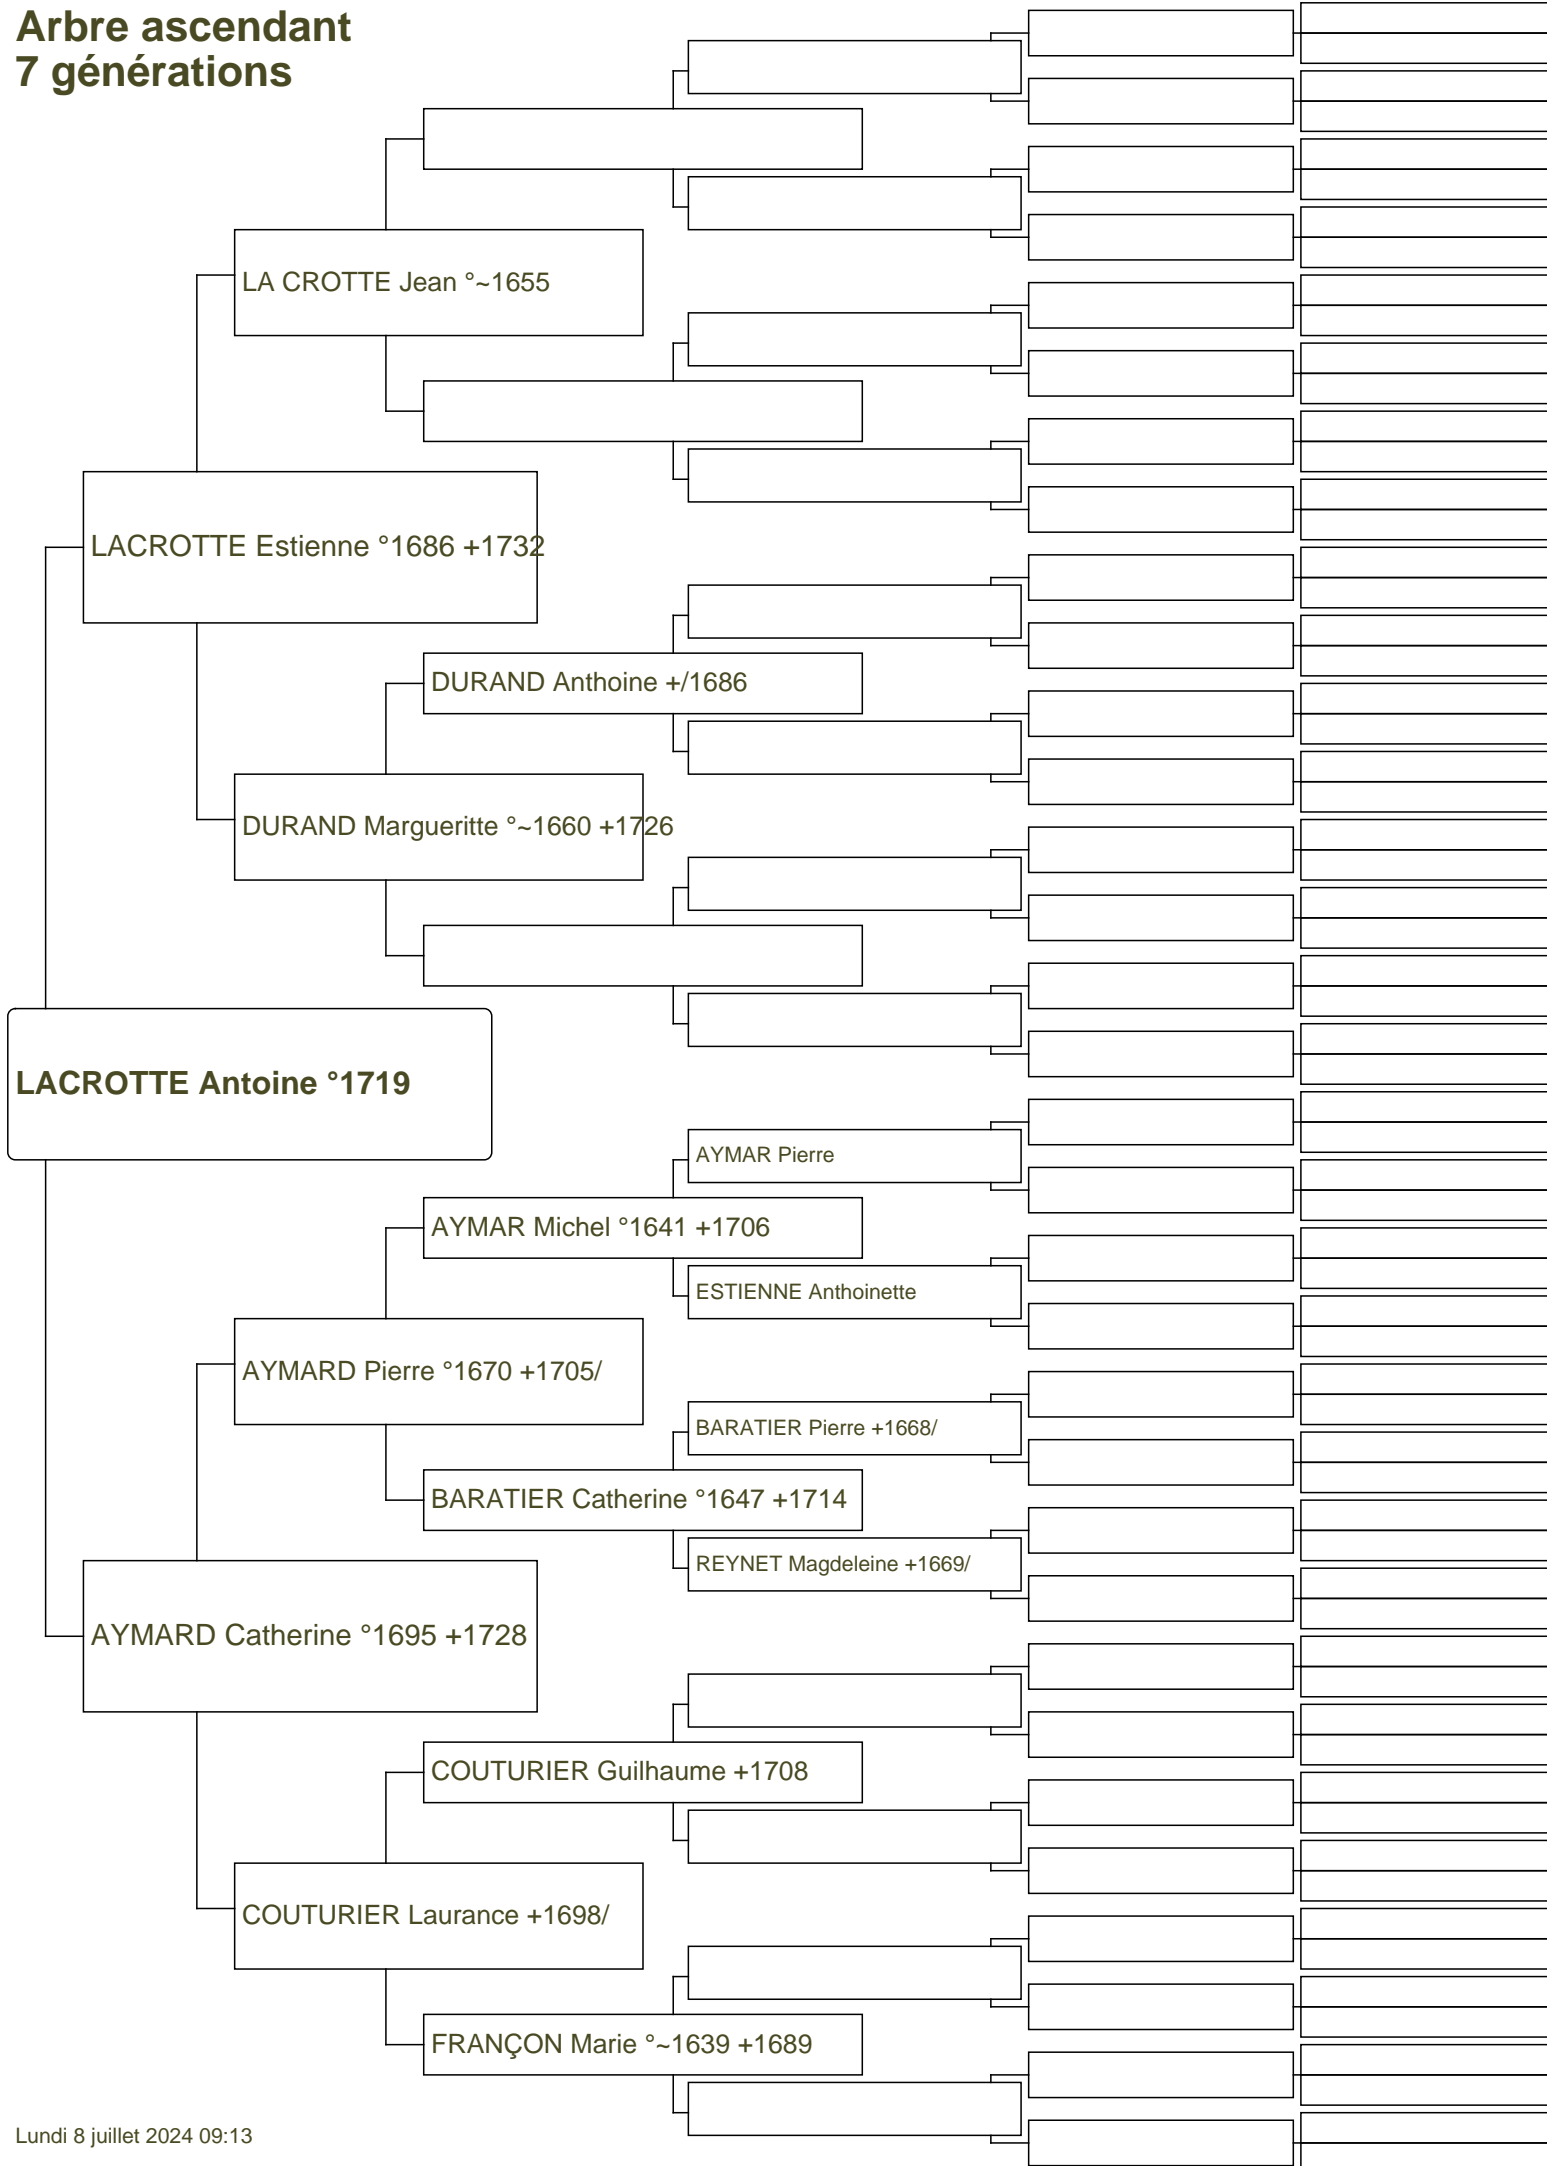 Arbre ascendant
7 générations
LA CROTTE Jean °~1655
LACROTTE Estienne °1686 +1732
DURAND Anthoine +/1686
DURAND Margueritte °~1660 +1726
LACROTTE Antoine °1719
AYMAR Pierre
AYMAR Michel °1641 +1706
ESTIENNE Anthoinette
AYMARD Pierre °1670 +1705/
BARATIER Pierre +1668/
BARATIER Catherine °1647 +1714
REYNET Magdeleine +1669/
AYMARD Catherine °1695 +1728
COUTURIER Guilhaume +1708
COUTURIER Laurance +1698/
FRANÇON Marie °~1639 +1689
Lundi 8 juillet 2024 09:13